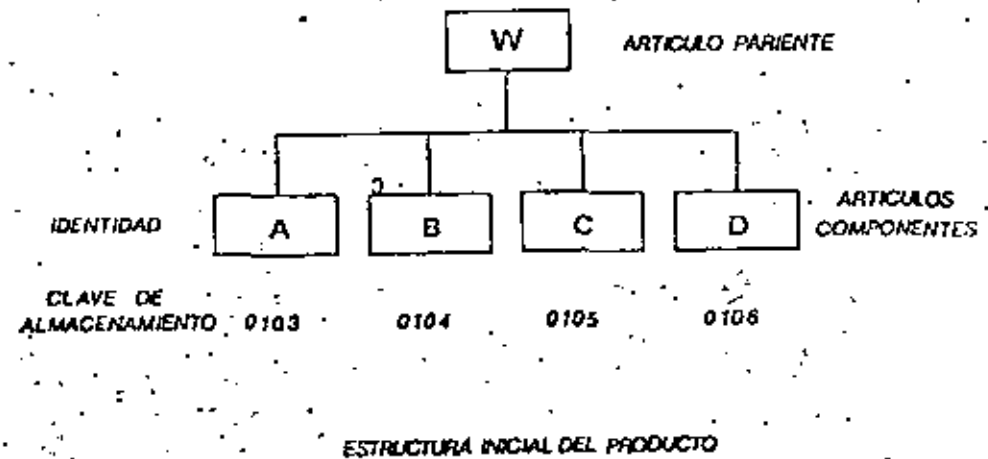 W
ARTICULO PARIENTE
IDENTIDAD
A
B
C
D
ARTICULOS
COMPONENTES
CLAVE DE
ALMACENAMIENTO
0103
0104
0105
0106
ESTRUCTURA INICIAL DEL PRODUCTO